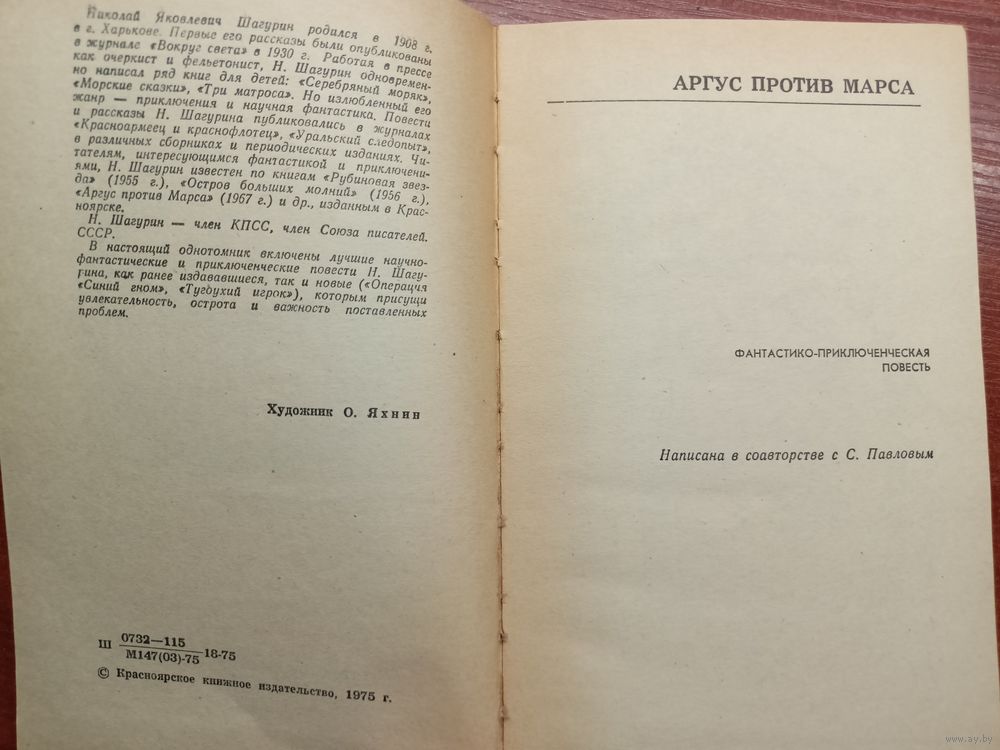 Николай Яковлевич Шагурин родился в 1908 г.
в г. Харькове. Первые его рассказы были опубликованы
в журнале «Вокруг света» в 1930 г. Работая в прессе
как очеркист и фельетонист, Н. Шагурин одновремен-
но написал ряд книг для детей: «Серебряный моряк»,
«Морские сказки», «Три матроса». Но излюбленный его
жанр — приключения и научная фантастика. Повести
и рассказы Н. Шагурина публиковались в журналах
«Красноармеец и краснофлотец», «Уральский следопыт»,
в различных сборниках и периодических изданиях. Чи-
тателям, интересующимся фантастикой и приключени-
ями, Н. Шагурин известен по книгам «Рубиновая звез-
да» (1955 г.), «Остров больших молний» (1956 г.),
«Аргус против Марса» (1967 г.) и др., изданным в Крас-
ноярске.
Н. Шагурин — член КПСС, член Союза писателей.
СССР.
В настоящий однотомник включены лучшие научно-
фантастические и приключенческие повести Н. Шагу-
рина, как ранее издававшиеся, так и новые («Операция
«Синий гном», «Тугоухий игрок»), которым присущи
увлекательность, острота и важность поставленных
проблем.
Художник О. Яхнин
Ш 0732—115
М147(03)-75 18-75
© Красноярское книжное издательство, 1975 г.
АРГУС ПРОТИВ МАРСА
ФАНТАСТИКО-ПРИКЛЮЧЕНЧЕСКАЯ
ПОВЕСТЬ
Написана в соавторстве с С. Павловым
www.ay.by